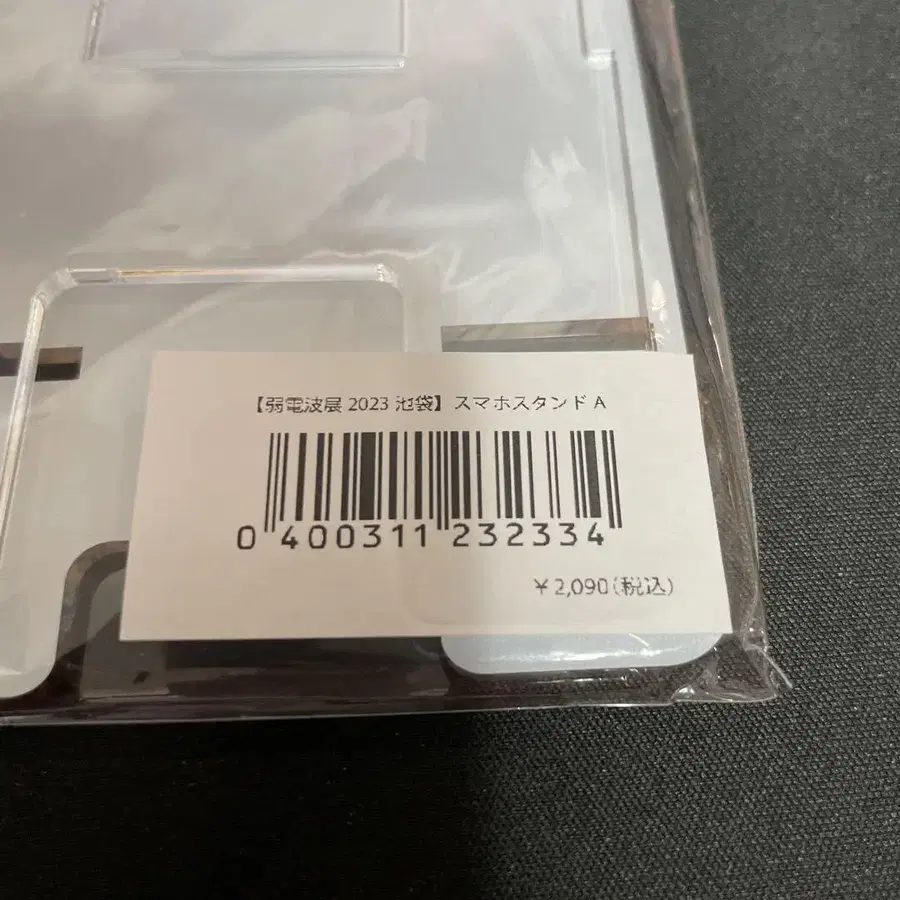 【弱電波展 2023 池袋】スマホスタンド A
0 400311 232334
￥2,090(税込)